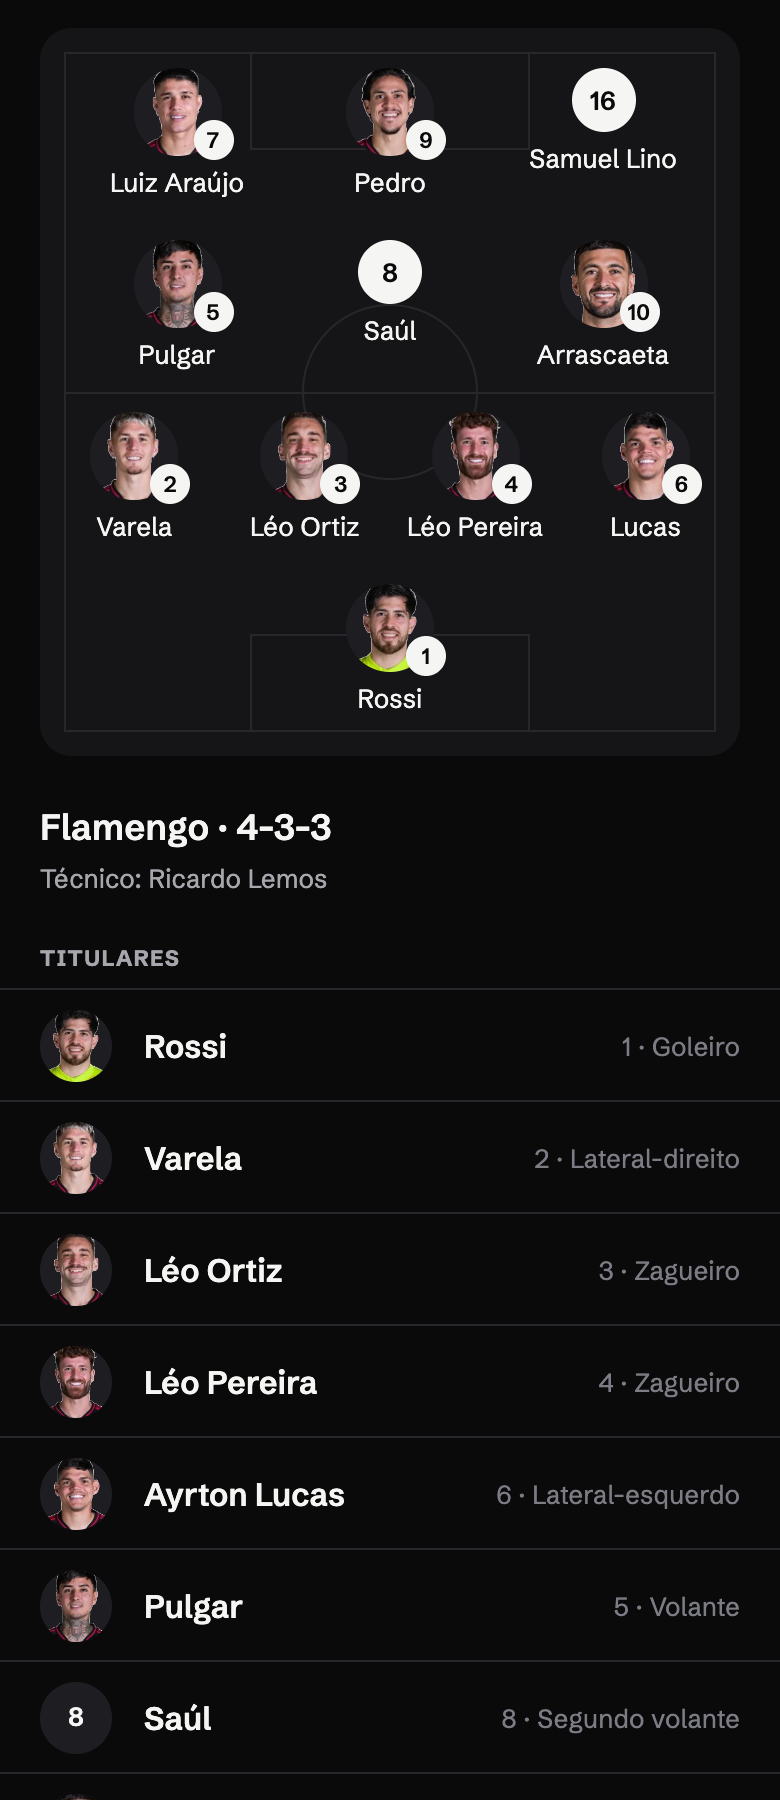 7
9
16
Luiz Araújo
Pedro
Samuel Lino
5
8
10
Pulgar
Saúl
Arrascaeta
2
3
4
6
Varela
Léo Ortiz
Léo Pereira
Lucas
1
Rossi
Flamengo · 4-3-3
Técnico: Ricardo Lemos
TITULARES
Rossi
1 · Goleiro
Varela
2 · Lateral-direito
Léo Ortiz
3 · Zagueiro
Léo Pereira
4 · Zagueiro
Ayrton Lucas
6 · Lateral-esquerdo
Pulgar
5 · Volante
8
Saúl
8 · Segundo volante